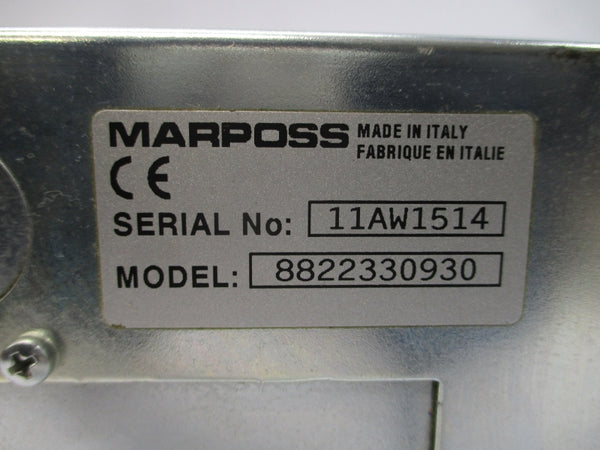 MARPOSS MADE IN ITALY
FABRIQUE EN ITALIE
CE
SERIAL No: 11AW1514
MODEL: 8822330930